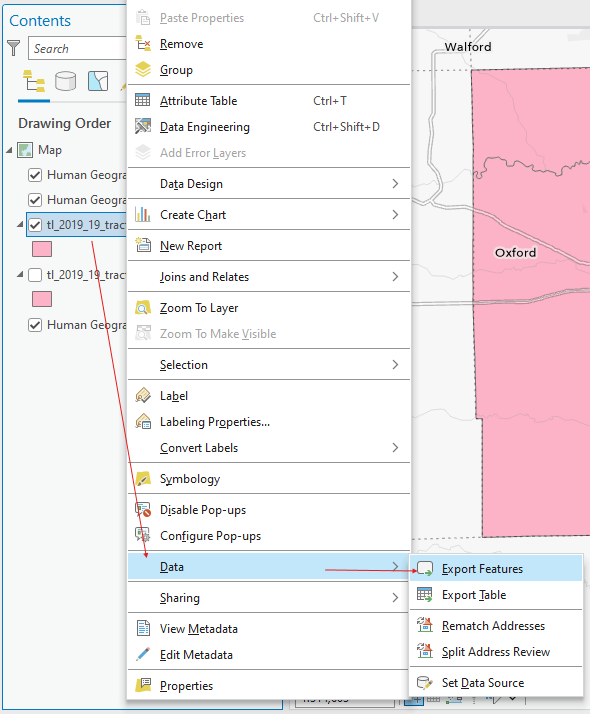 Contents
Search
Drawing Order
Map
Human Geogra
Human Geogra
tl_2019_19_tract
tl_2019_19_tract
Human Geogra
Paste Properties Ctrl+Shift+V
Remove
Group
Attribute Table Ctrl+T
Data Engineering Ctrl+Shift+D
Add Error Layers
Data Design
Create Chart
New Report
Joins and Relates
Zoom To Layer
Zoom To Make Visible
Selection
Label
Labeling Properties...
Convert Labels
Symbology
Disable Pop-ups
Configure Pop-ups
Data
Sharing
View Metadata
Edit Metadata
Properties
Export Features
Export Table
Rematch Addresses
Split Address Review
Set Data Source
Walford
Oxford